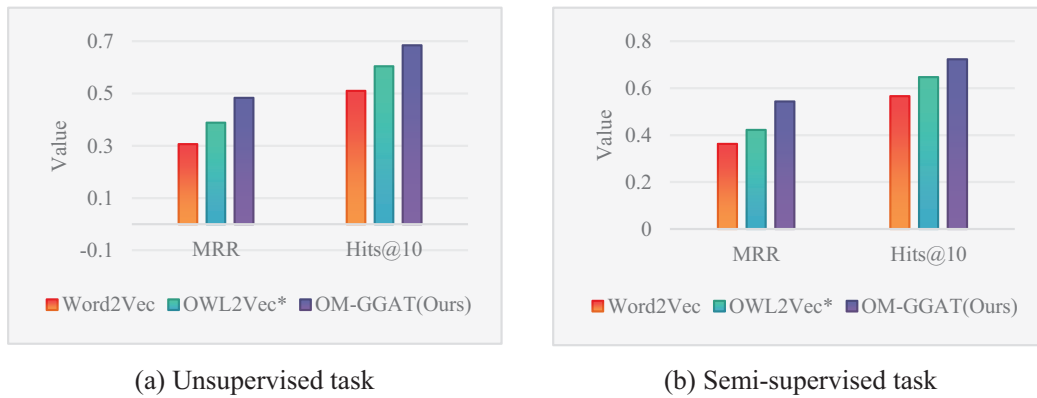 0.7
0.5
0.3
0.1
-0.1
Value
MRR
Hits@10
Word2Vec
OWL2Vec*
OM-GGAT(Ours)
(a) Unsupervised task
0.8
0.6
0.4
0.2
0
Value
MRR
Hits@10
Word2Vec
OWL2Vec*
OM-GGAT(Ours)
(b) Semi-supervised task